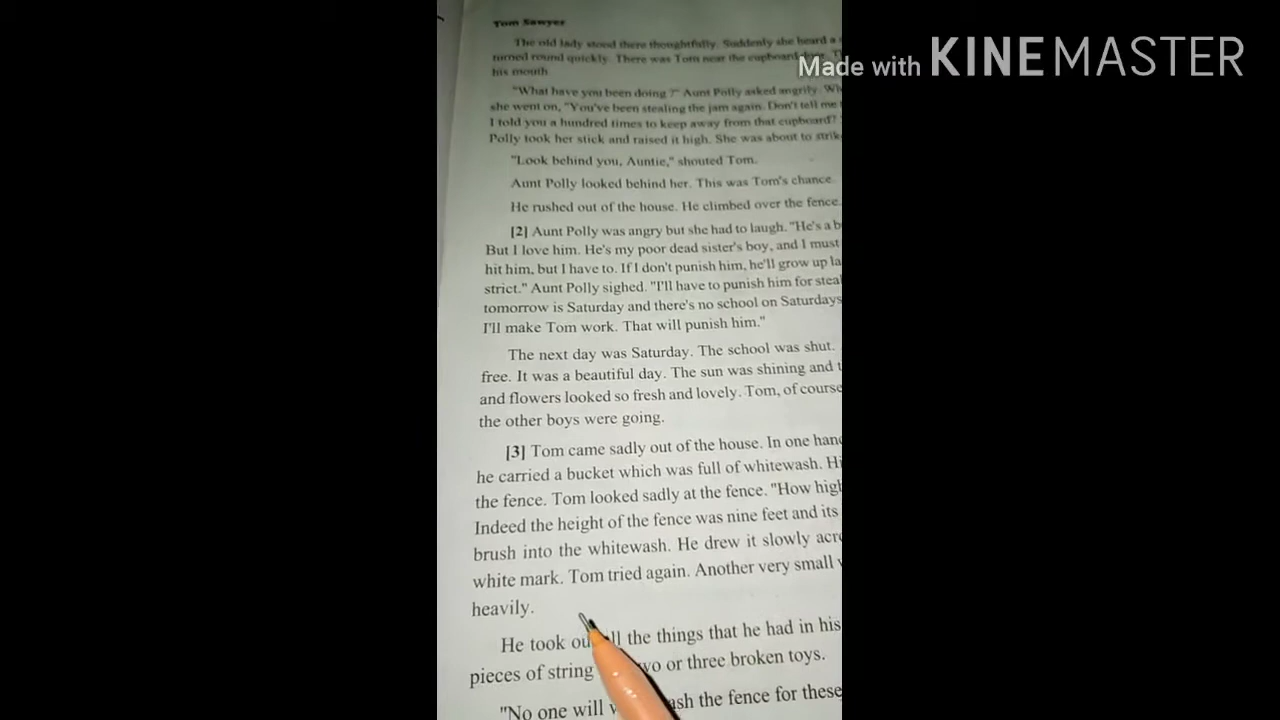 Made with KINEMASTER
Tom Sawyer
The old lady stood there thoughtfully. Suddenly she heard a
turned round quickly. There was Tom near the cupboard
his mouth
"What have you been doing ?" Aunt Polly asked angrily.
she went on, "You've been stealing the jam again. Don't tell me
I told you a hundred times to keep away from that cupboard?
Polly took her stick and raised it high. She was about to strik
"Look behind you, Auntie," shouted Tom.
Aunt Polly looked behind her. This was Tom's chance.
He rushed out of the house. He climbed over the fence.
[2] Aunt Polly was angry but she had to laugh. "He's a b
But I love him. He's my poor dead sister's boy, and I must
hit him, but I have to. If I don't punish him, he'll grow up la
strict." Aunt Polly sighed. "I'll have to punish him for steal
tomorrow is Saturday and there's no school on Saturdays
I'll make Tom work. That will punish him."
The next day was Saturday. The school was shut.
free. It was a beautiful day. The sun was shining and t
and flowers looked so fresh and lovely. Tom, of course
the other boys were going.
[3] Tom came sadly out of the house. In one hand
he carried a bucket which was full of whitewash. Hi
the fence. Tom looked sadly at the fence. "How high
Indeed the height of the fence was nine feet and its
brush into the whitewash. He drew it slowly acro
white mark. Tom tried again. Another very small w
heavily.
He took ou ll the things that he had in his
pieces of string wo or three broken toys.
"No one will w ash the fence for these